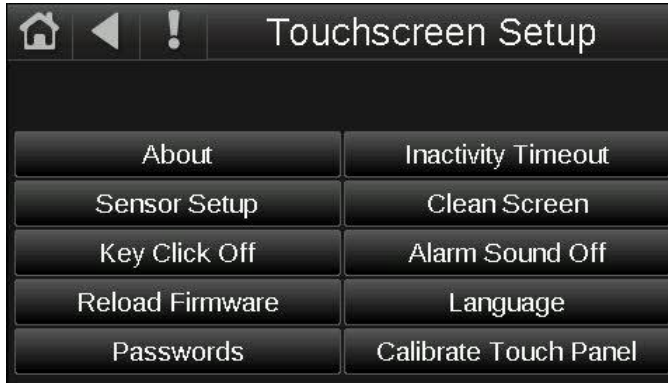 Touchscreen Setup
About
Inactivity Timeout
Sensor Setup
Clean Screen
Key Click Off
Alarm Sound Off
Reload Firmware
Language
Passwords
Calibrate Touch Panel